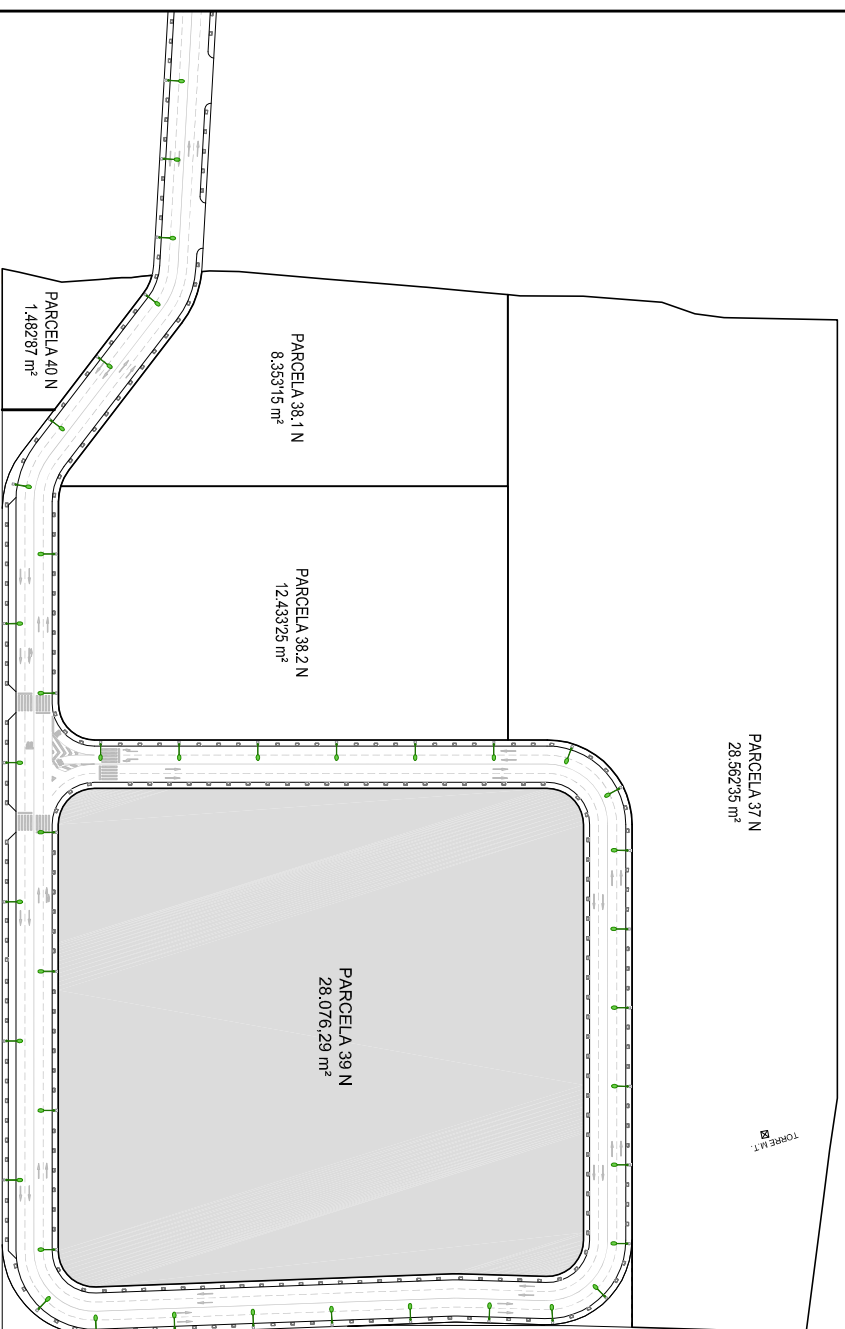 PARCELA 40 N
1.482'87 m²
PARCELA 38.1 N
8.353'15 m²
PARCELA 38.2 N
12.433'25 m²
PARCELA 37 N
28.562'35 m²
PARCELA 39 N
28.076,29 m²
TORRE M.T.